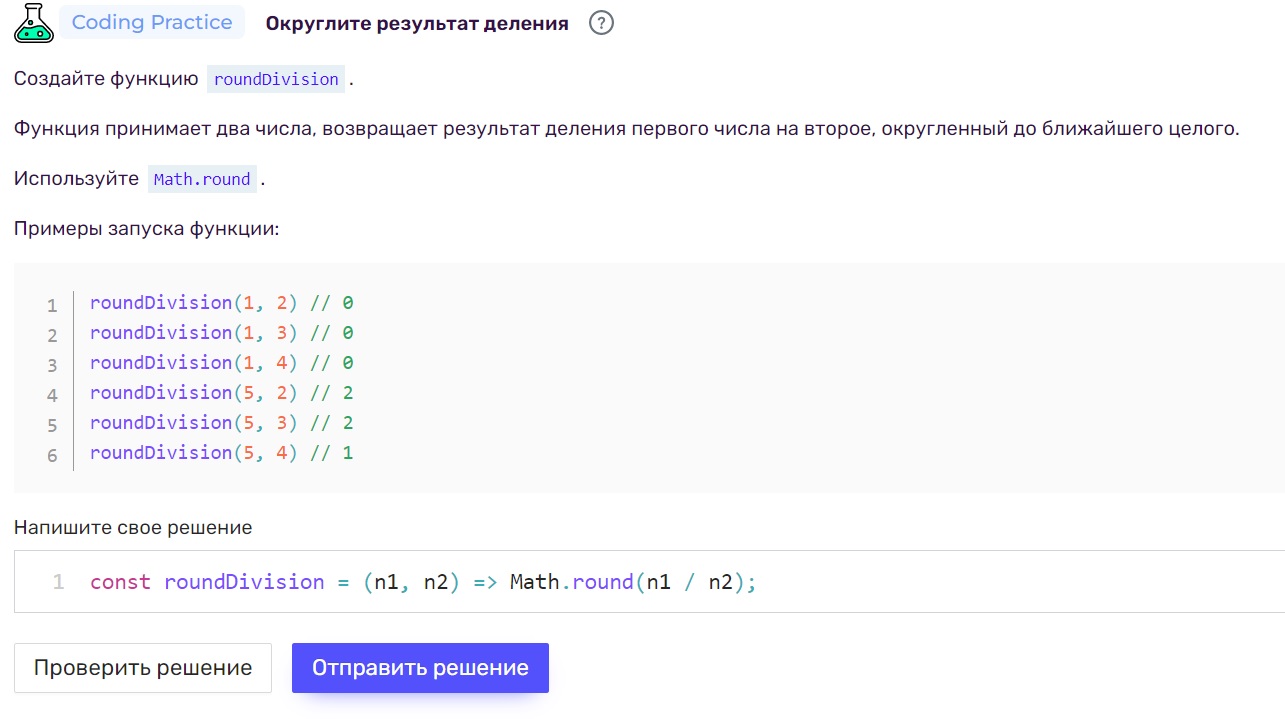 Coding Practice Округлите результат деления ?
Создайте функцию roundDivision .
Функция принимает два числа, возвращает результат деления первого числа на второе, округленный до ближайшего целого.
Используйте Math.round .
Примеры запуска функции:
1 roundDivision(1, 2) // 0
2 roundDivision(1, 3) // 0
3 roundDivision(1, 4) // 0
4 roundDivision(5, 2) // 2
5 roundDivision(5, 3) // 2
6 roundDivision(5, 4) // 1
Напишите свое решение
1 const roundDivision = (n1, n2) => Math.round(n1 / n2);
Проверить решение Отправить решение